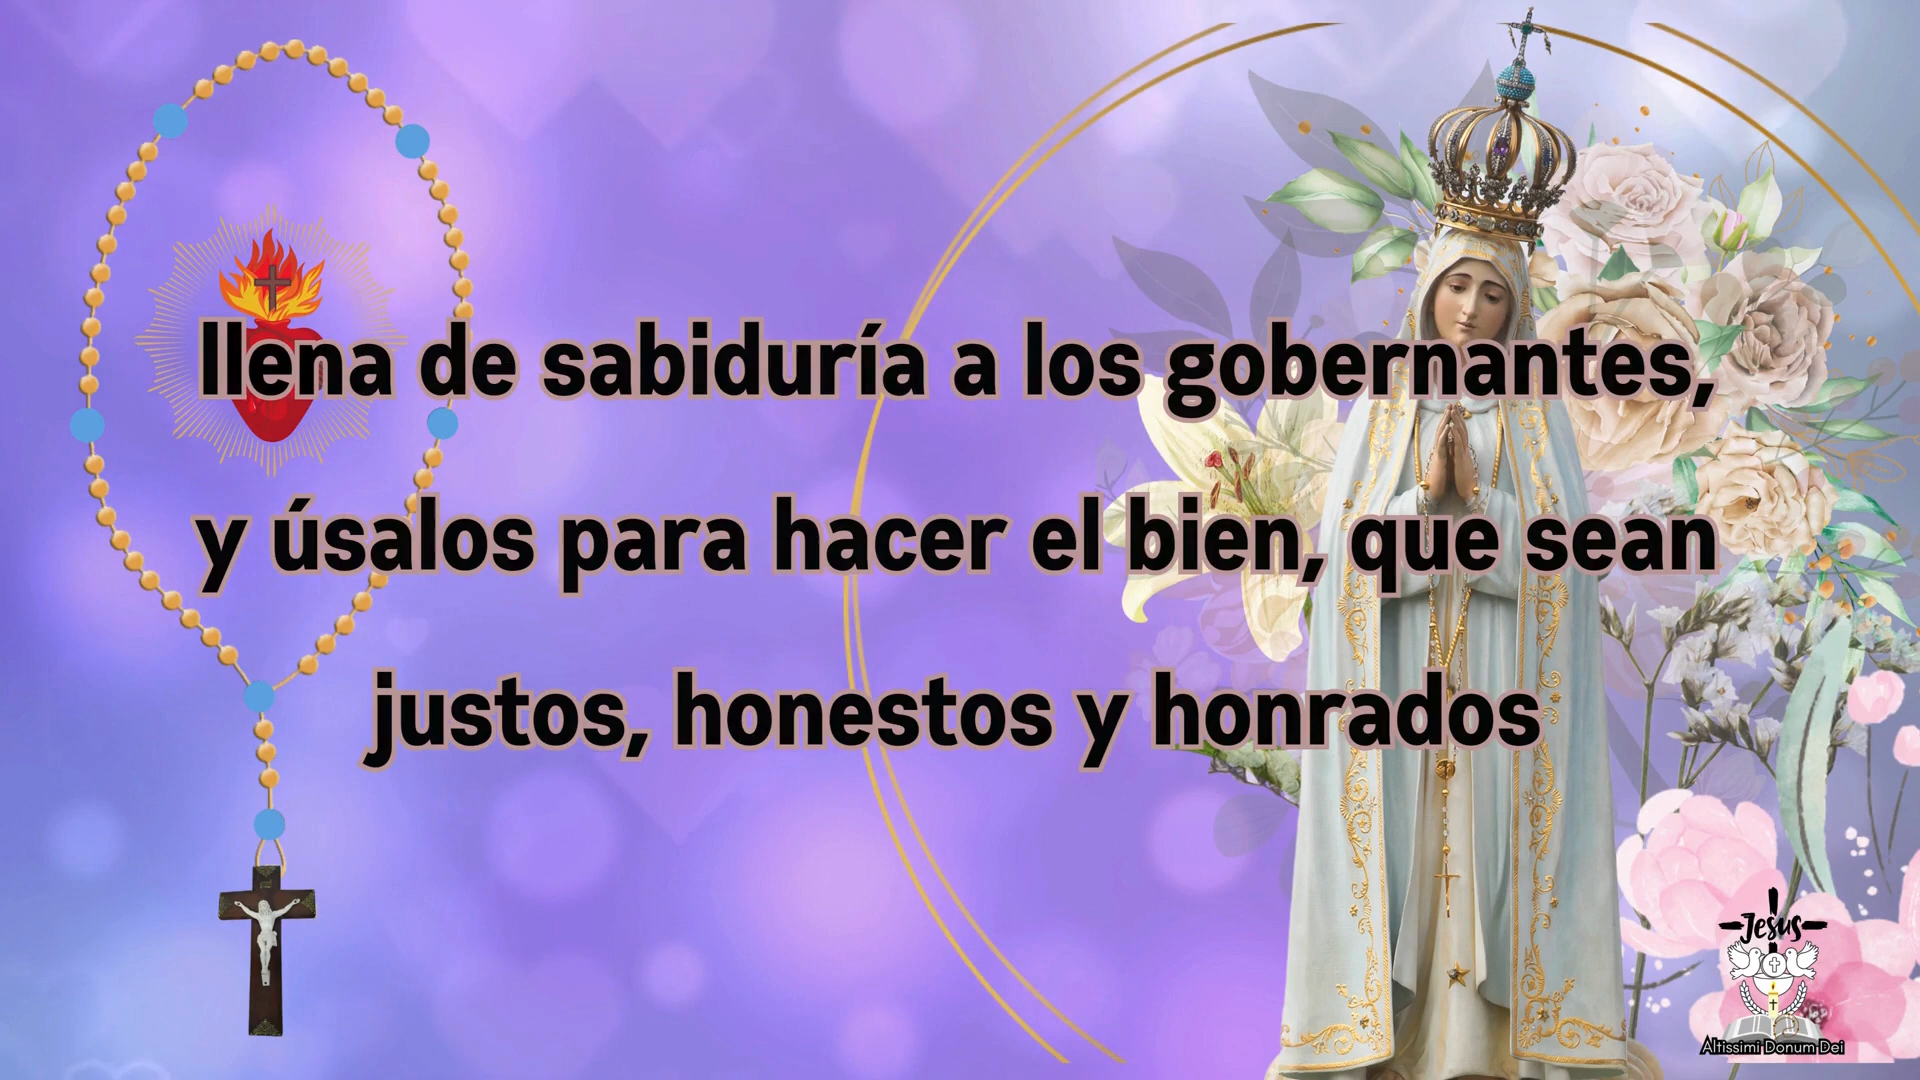 llena de sabiduría a los gobernantes,
y úsalos para hacer el bien, que sean
justos, honestos y honrados
Jesus
Altissimi Donum Dei